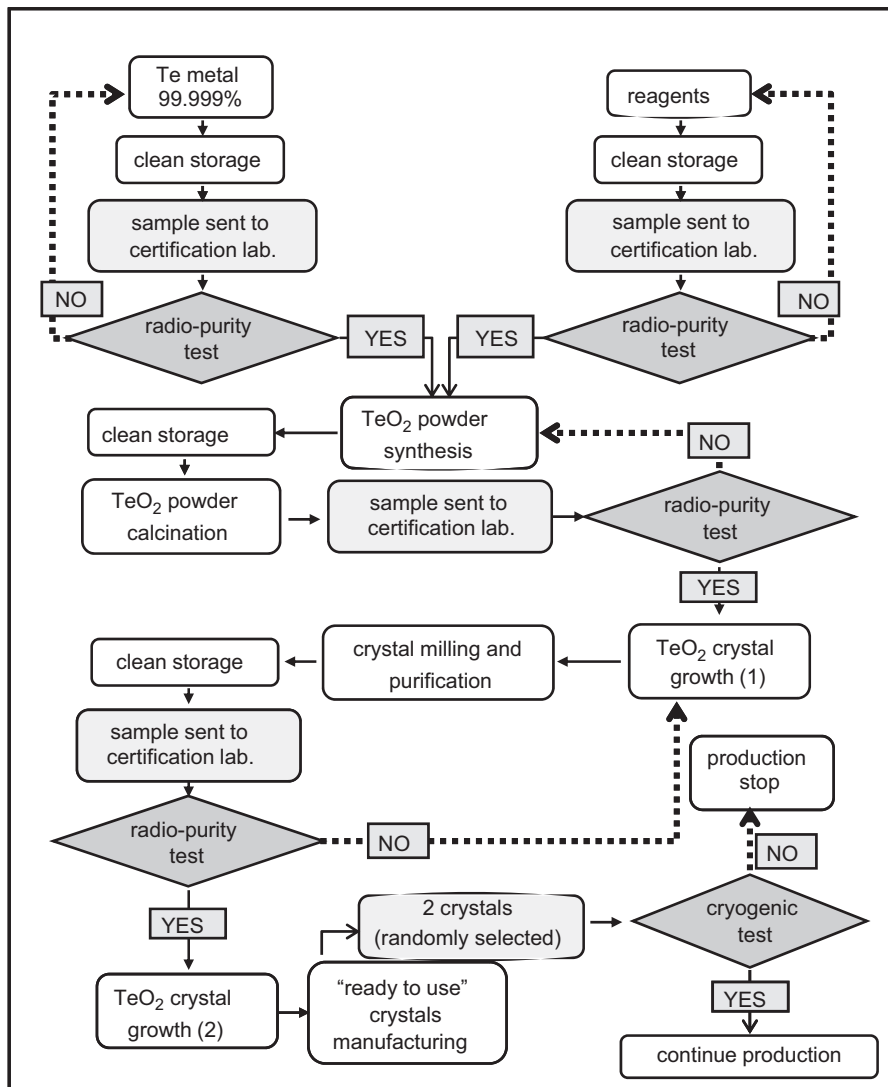 Te metal
99.999%
clean storage
sample sent to
certification lab.
NO
radio-purity
test
YES
reagents
clean storage
sample sent to
certification lab.
NO
radio-purity
test
YES
TeO₂ powder
synthesis
clean storage
TeO₂ powder
calcination
sample sent to
certification lab.
NO
radio-purity
test
YES
TeO₂ crystal
growth (1)
crystal milling and
purification
clean storage
sample sent to
certification lab.
radio-purity
test
NO
YES
TeO₂ crystal
growth (2)
“ready to use”
crystals
manufacturing
2 crystals
(randomly selected)
cryogenic
test
NO
production
stop
YES
continue production